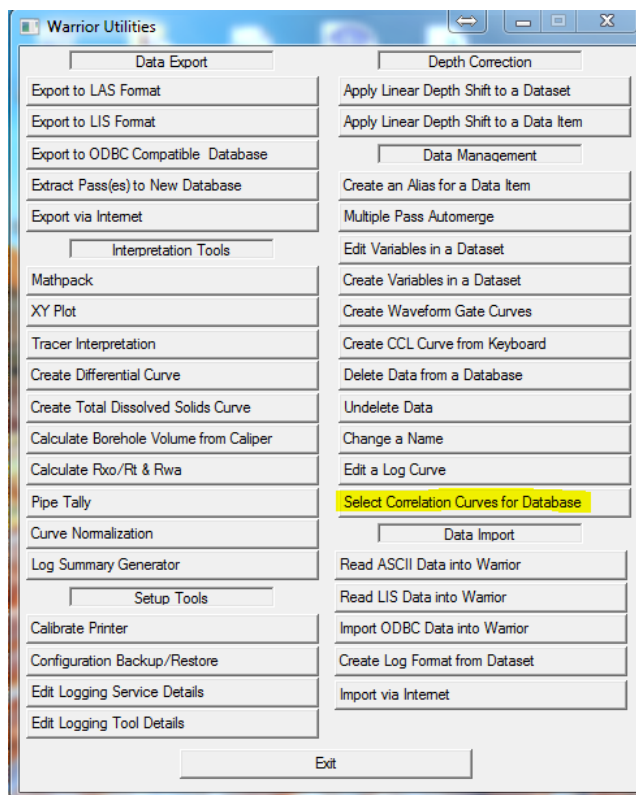 Warrior Utilities
Data Export
Export to LAS Format
Export to LIS Format
Export to ODBC Compatible Database
Extract Pass(es) to New Database
Export via Internet
Interpretation Tools
Mathpack
XY Plot
Tracer Interpretation
Create Differential Curve
Create Total Dissolved Solids Curve
Calculate Borehole Volume from Caliper
Calculate Rxo/Rt & Rwa
Pipe Tally
Curve Normalization
Log Summary Generator
Setup Tools
Calibrate Printer
Configuration Backup/Restore
Edit Logging Service Details
Edit Logging Tool Details
Depth Correction
Apply Linear Depth Shift to a Dataset
Apply Linear Depth Shift to a Data Item
Data Management
Create an Alias for a Data Item
Multiple Pass Automerge
Edit Variables in a Dataset
Create Variables in a Dataset
Create Waveform Gate Curves
Create CCL Curve from Keyboard
Delete Data from a Database
Undelete Data
Change a Name
Edit a Log Curve
Select Correlation Curves for Database
Data Import
Read ASCII Data into Warrior
Read LIS Data into Warrior
Import ODBC Data into Warrior
Create Log Format from Dataset
Import via Internet
Exit